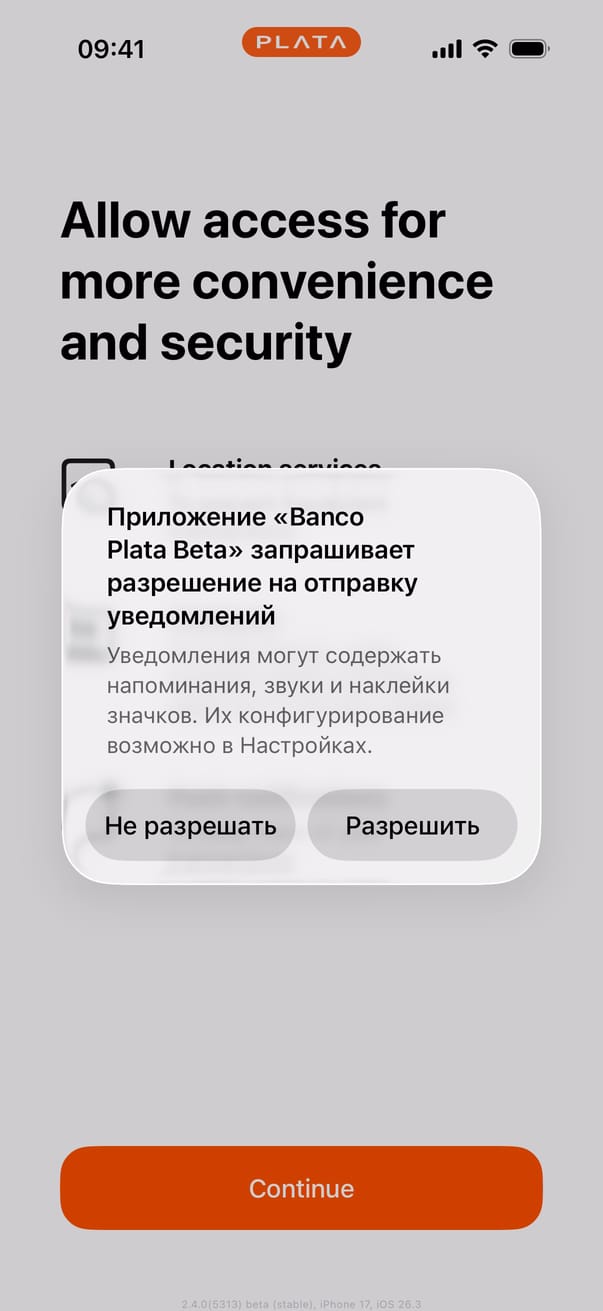 09:41
PLATA
Allow access for
more convenience
and security
Location services
Приложение «Banco
Plata Beta» запрашивает
разрешение на отправку
уведомлений
Уведомления могут содержать
напоминания, звуки и наклейки
значков. Их конфигурирование
возможно в Настройках.
Не разрешать
Разрешить
Continue
2.4.0(5313) beta (stable), iPhone 17, iOS 26.3